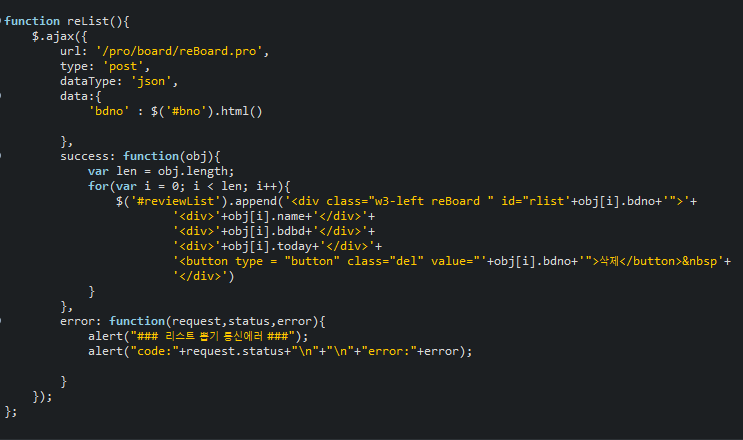 function reList(){
$.ajax({
url: '/pro/board/reBoard.pro',
type: 'post',
dataType: 'json',
data:{
'bdno' : $('#bno').html()
},
success: function(obj){
var len = obj.length;
for(var i = 0; i < len; i++){
$('#reviewList').append('<div class="w3-left reBoard " id="rlist'+obj[i].bdno+'">'+
'<div>'+obj[i].name+'</div>'+
'<div>'+obj[i].bdbd+'</div>'+
'<div>'+obj[i].today+'</div>'+
'<button type = "button" class="del" value="'+obj[i].bdno+'">삭제</button>&nbsp'+
'</div>')
}
},
error: function(request,status,error){
alert("### 리스트 뽑기 통신에러 ###");
alert("code:"+request.status+"\n"+"\n"+"error:"+error);
}
});
};